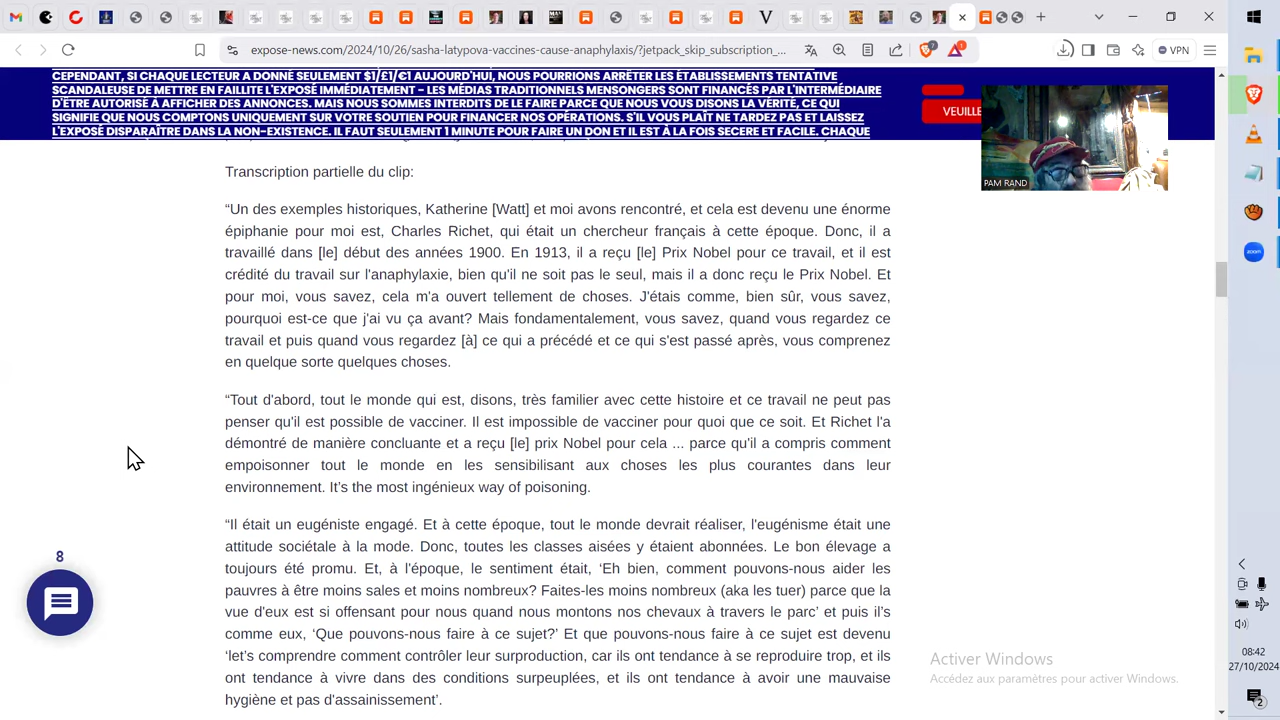 expose-news.com/2024/10/26/sasha-latypova-vaccines-cause-anaphylaxis/?jetpack_skip_subscription_...
VPN
CEPENDANT, SI CHAQUE LECTEUR A DONNÉ SEULEMENT $1/£1/€1 AUJOURD'HUI, NOUS POURRIONS ARRÊTER LES ÉTABLISSEMENTS TENTATIVE
SCANDALEUSE DE METTRE EN FAILLITE L'EXPOSÉ IMMÉDIATEMENT - LES MÉDIAS TRADITIONNELS MENSONGERS SONT FINANCÉS PAR L'INTERMÉDIAIRE
D'ÊTRE AUTORISÉ À AFFICHER DES ANNONCES. MAIS NOUS SOMMES INTERDITS DE LE FAIRE PARCE QUE NOUS VOUS DISONS LA VÉRITÉ, CE QUI
SIGNIFIE QUE NOUS COMPTONS UNIQUEMENT SUR VOTRE SOUTIEN POUR FINANCER NOS OPÉRATIONS. S'IL VOUS PLAÎT NE TARDEZ PAS ET LAISSEZ
L'EXPOSÉ DISPARAÎTRE DANS LA NON-EXISTENCE. IL FAUT SEULEMENT 1 MINUTE POUR FAIRE UN DON ET IL EST À LA FOIS SECERE ET FACILE. CHAQUE
VEUILLE
PAM RAND
Transcription partielle du clip:
“Un des exemples historiques, Katherine [Watt] et moi avons rencontré, et cela est devenu une énorme
épiphanie pour moi est, Charles Richet, qui était un chercheur français à cette époque. Donc, il a
travaillé dans [le] début des années 1900. En 1913, il a reçu [le] Prix Nobel pour ce travail, et il est
crédité du travail sur l'anaphylaxie, bien qu'il ne soit pas le seul, mais il a donc reçu le Prix Nobel. Et
pour moi, vous savez, cela m'a ouvert tellement de choses. J'étais comme, bien sûr, vous savez,
pourquoi est-ce que j'ai vu ça avant? Mais fondamentalement, vous savez, quand vous regardez ce
travail et puis quand vous regardez [à] ce qui a précédé et ce qui s'est passé après, vous comprenez
en quelque sorte quelques choses.
“Tout d'abord, tout le monde qui est, disons, très familier avec cette histoire et ce travail ne peut pas
penser qu'il est possible de vacciner. Il est impossible de vacciner pour quoi que ce soit. Et Richet l'a
démontré de manière concluante et a reçu [le] prix Nobel pour cela ... parce qu'il a compris comment
empoisonner tout le monde en les sensibilisant aux choses les plus courantes dans leur
environnement. It’s the most ingénieux way of poisoning.
“Il était un eugéniste engagé. Et à cette époque, tout le monde devrait réaliser, l'eugénisme était une
attitude sociétale à la mode. Donc, toutes les classes aisées y étaient abonnées. Le bon élevage a
toujours été promu. Et, à l'époque, le sentiment était, ‘Eh bien, comment pouvons-nous aider les
pauvres à être moins sales et moins nombreux? Faites-les moins nombreux (aka les tuer) parce que la
vue d'eux est si offensant pour nous quand nous montons nos chevaux à travers le parc’ et puis il’s
comme eux, ‘Que pouvons-nous faire à ce sujet?’ Et que pouvons-nous faire à ce sujet est devenu
‘let’s comprendre comment contrôler leur surproduction, car ils ont tendance à se reproduire trop, et ils
ont tendance à vivre dans des conditions surpeuplées, et ils ont tendance à avoir une mauvaise
hygiène et pas d'assainissement’.
8
Activer Windows
Accédez aux paramètres pour activer Windows.
zoom
08:42
27/10/2024
2